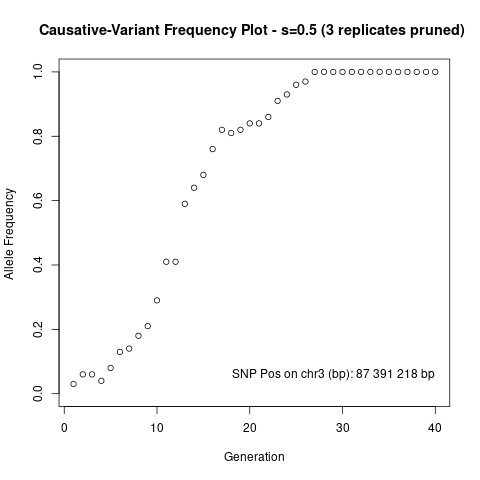 Causative-Variant Frequency Plot - s=0.5 (3 replicates pruned)
1.0
0.8
0.6
0.4
0.2
0.0
Allele Frequency
SNP Pos on chr3 (bp): 87 391 218 bp
0 10 20 30 40
Generation